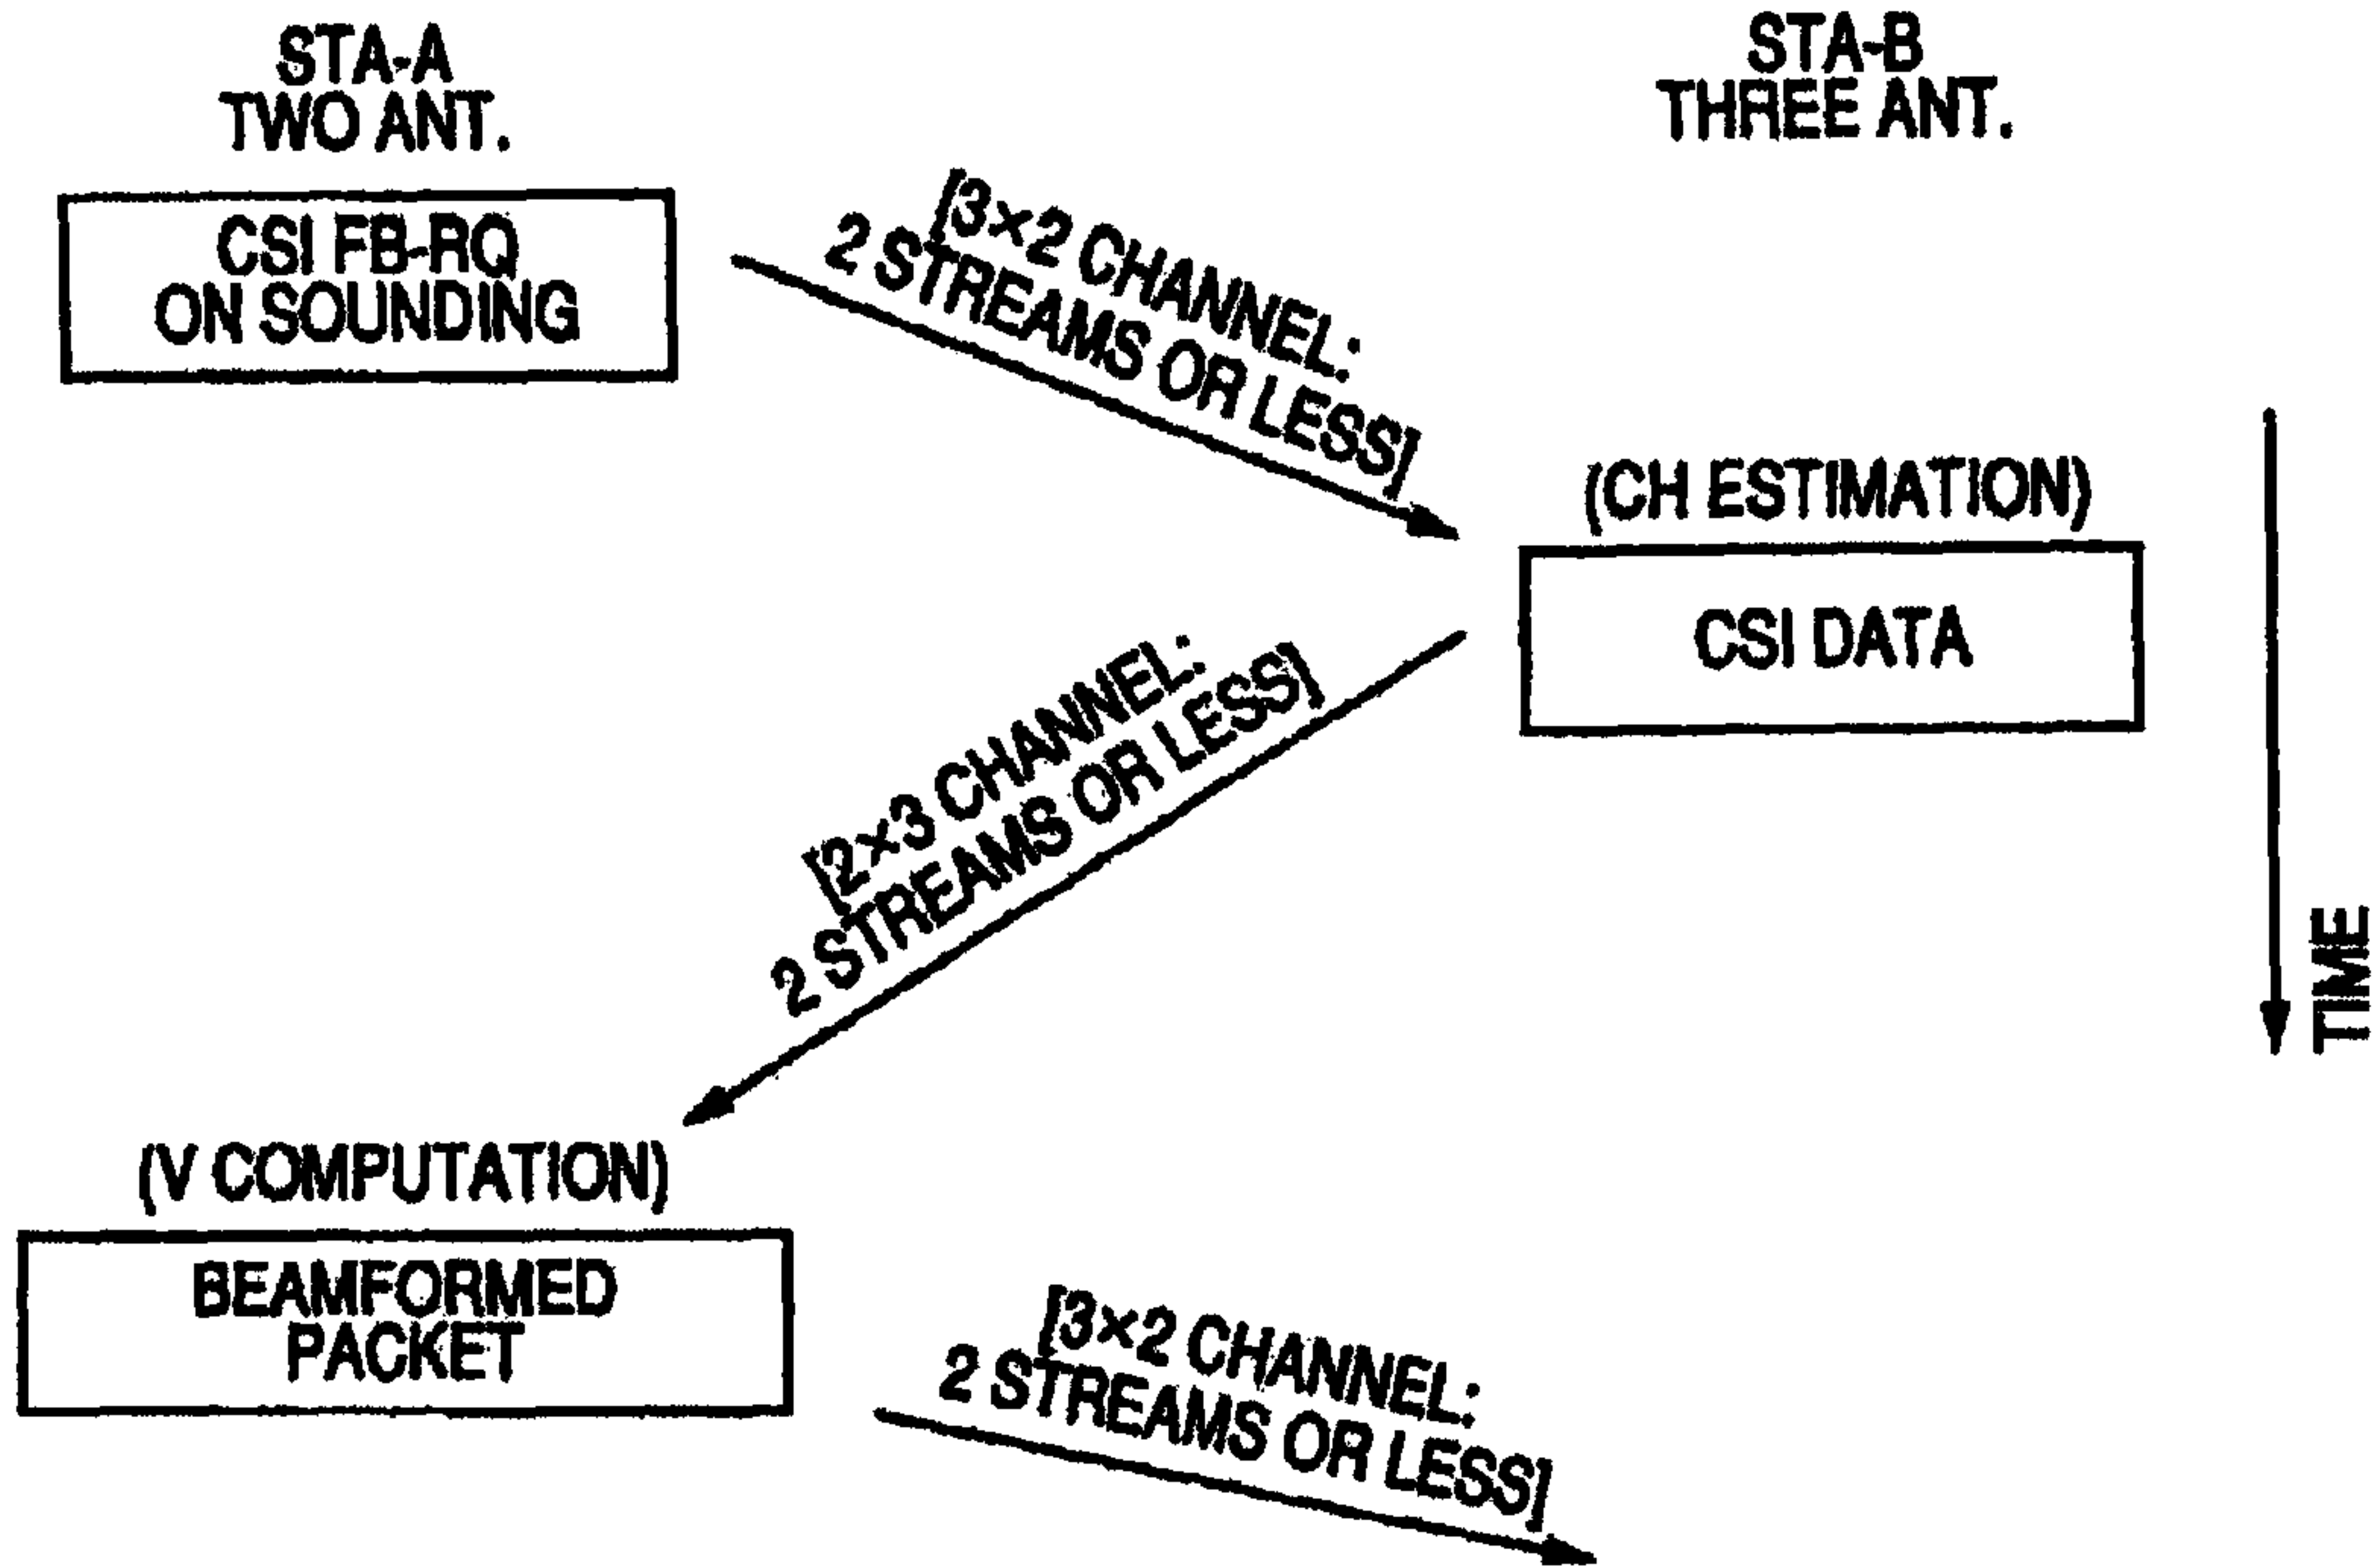 STA-A
TWO ANT.
STA-B
THREE ANT.
CSI FB-RQ
ON SOUNDING
[3×2 CHANNEL:
2 STREAMS OR LESS]
(CH ESTIMATION)
CSI DATA
[2×3 CHANNEL:
2 STREAMS OR LESS]
TIME
(V COMPUTATION)
BEAMFORMED
PACKET
[3×2 CHANNEL:
2 STREAMS OR LESS]